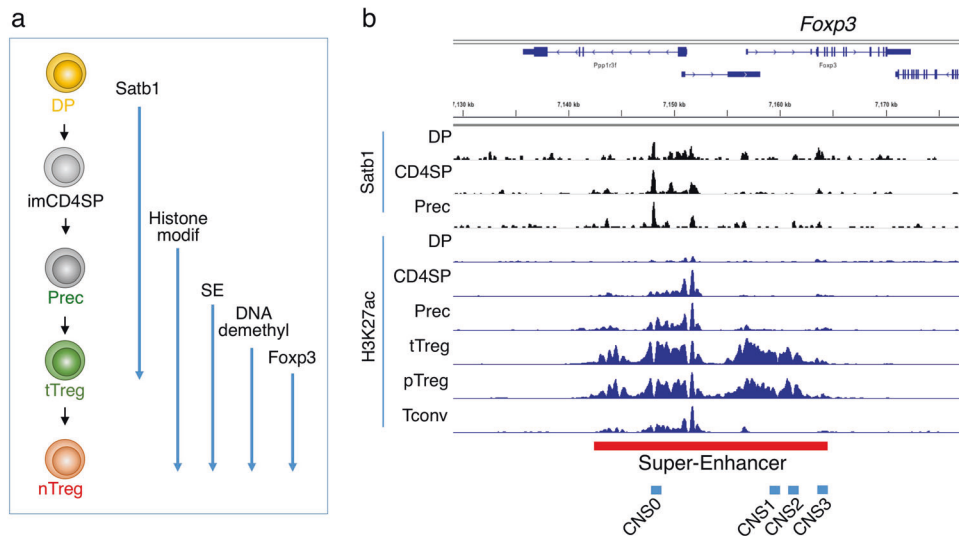 a
DP
imCD4SP
Prec
tTreg
nTreg
Satb1
Histone
modif
SE
DNA
demethyl
Foxp3
b
Foxp3
Ppp1r3f
Foxp3
7,130 kb
7,140 kb
7,150 kb
7,160 kb
7,170 kb
Satb1
DP
CD4SP
Prec
H3K27ac
DP
CD4SP
Prec
tTreg
pTreg
Tconv
Super-Enhancer
CNS0
CNS1
CNS2
CNS3